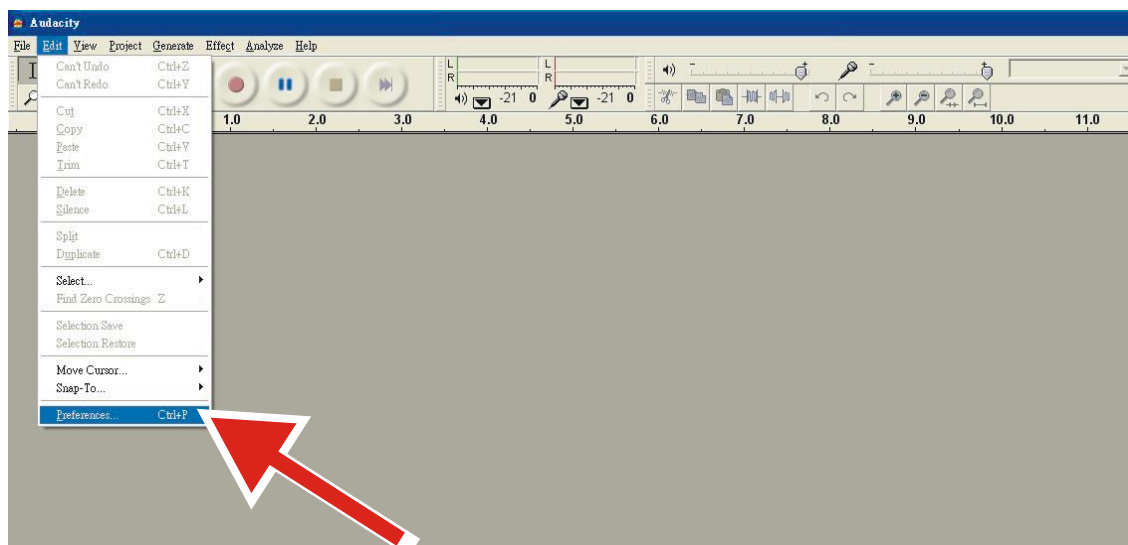 Audacity
File Edit View Project Generate Effect Analyze Help
Can't Undo Ctrl+Z
Can't Redo Ctrl+Y
Cut Ctrl+X
Copy Ctrl+C
Paste Ctrl+V
Trim Ctrl+T
Delete Ctrl+K
Silence Ctrl+L
Split
Duplicate Ctrl+D
Select...
Find Zero Crossings Z
Selection Save
Selection Restore
Move Cursor...
Snap-To...
Preferences... Ctrl+P
L L
R R
-21 0 -21 0
1.0 2.0 3.0 4.0 5.0 6.0 7.0 8.0 9.0 10.0 11.0